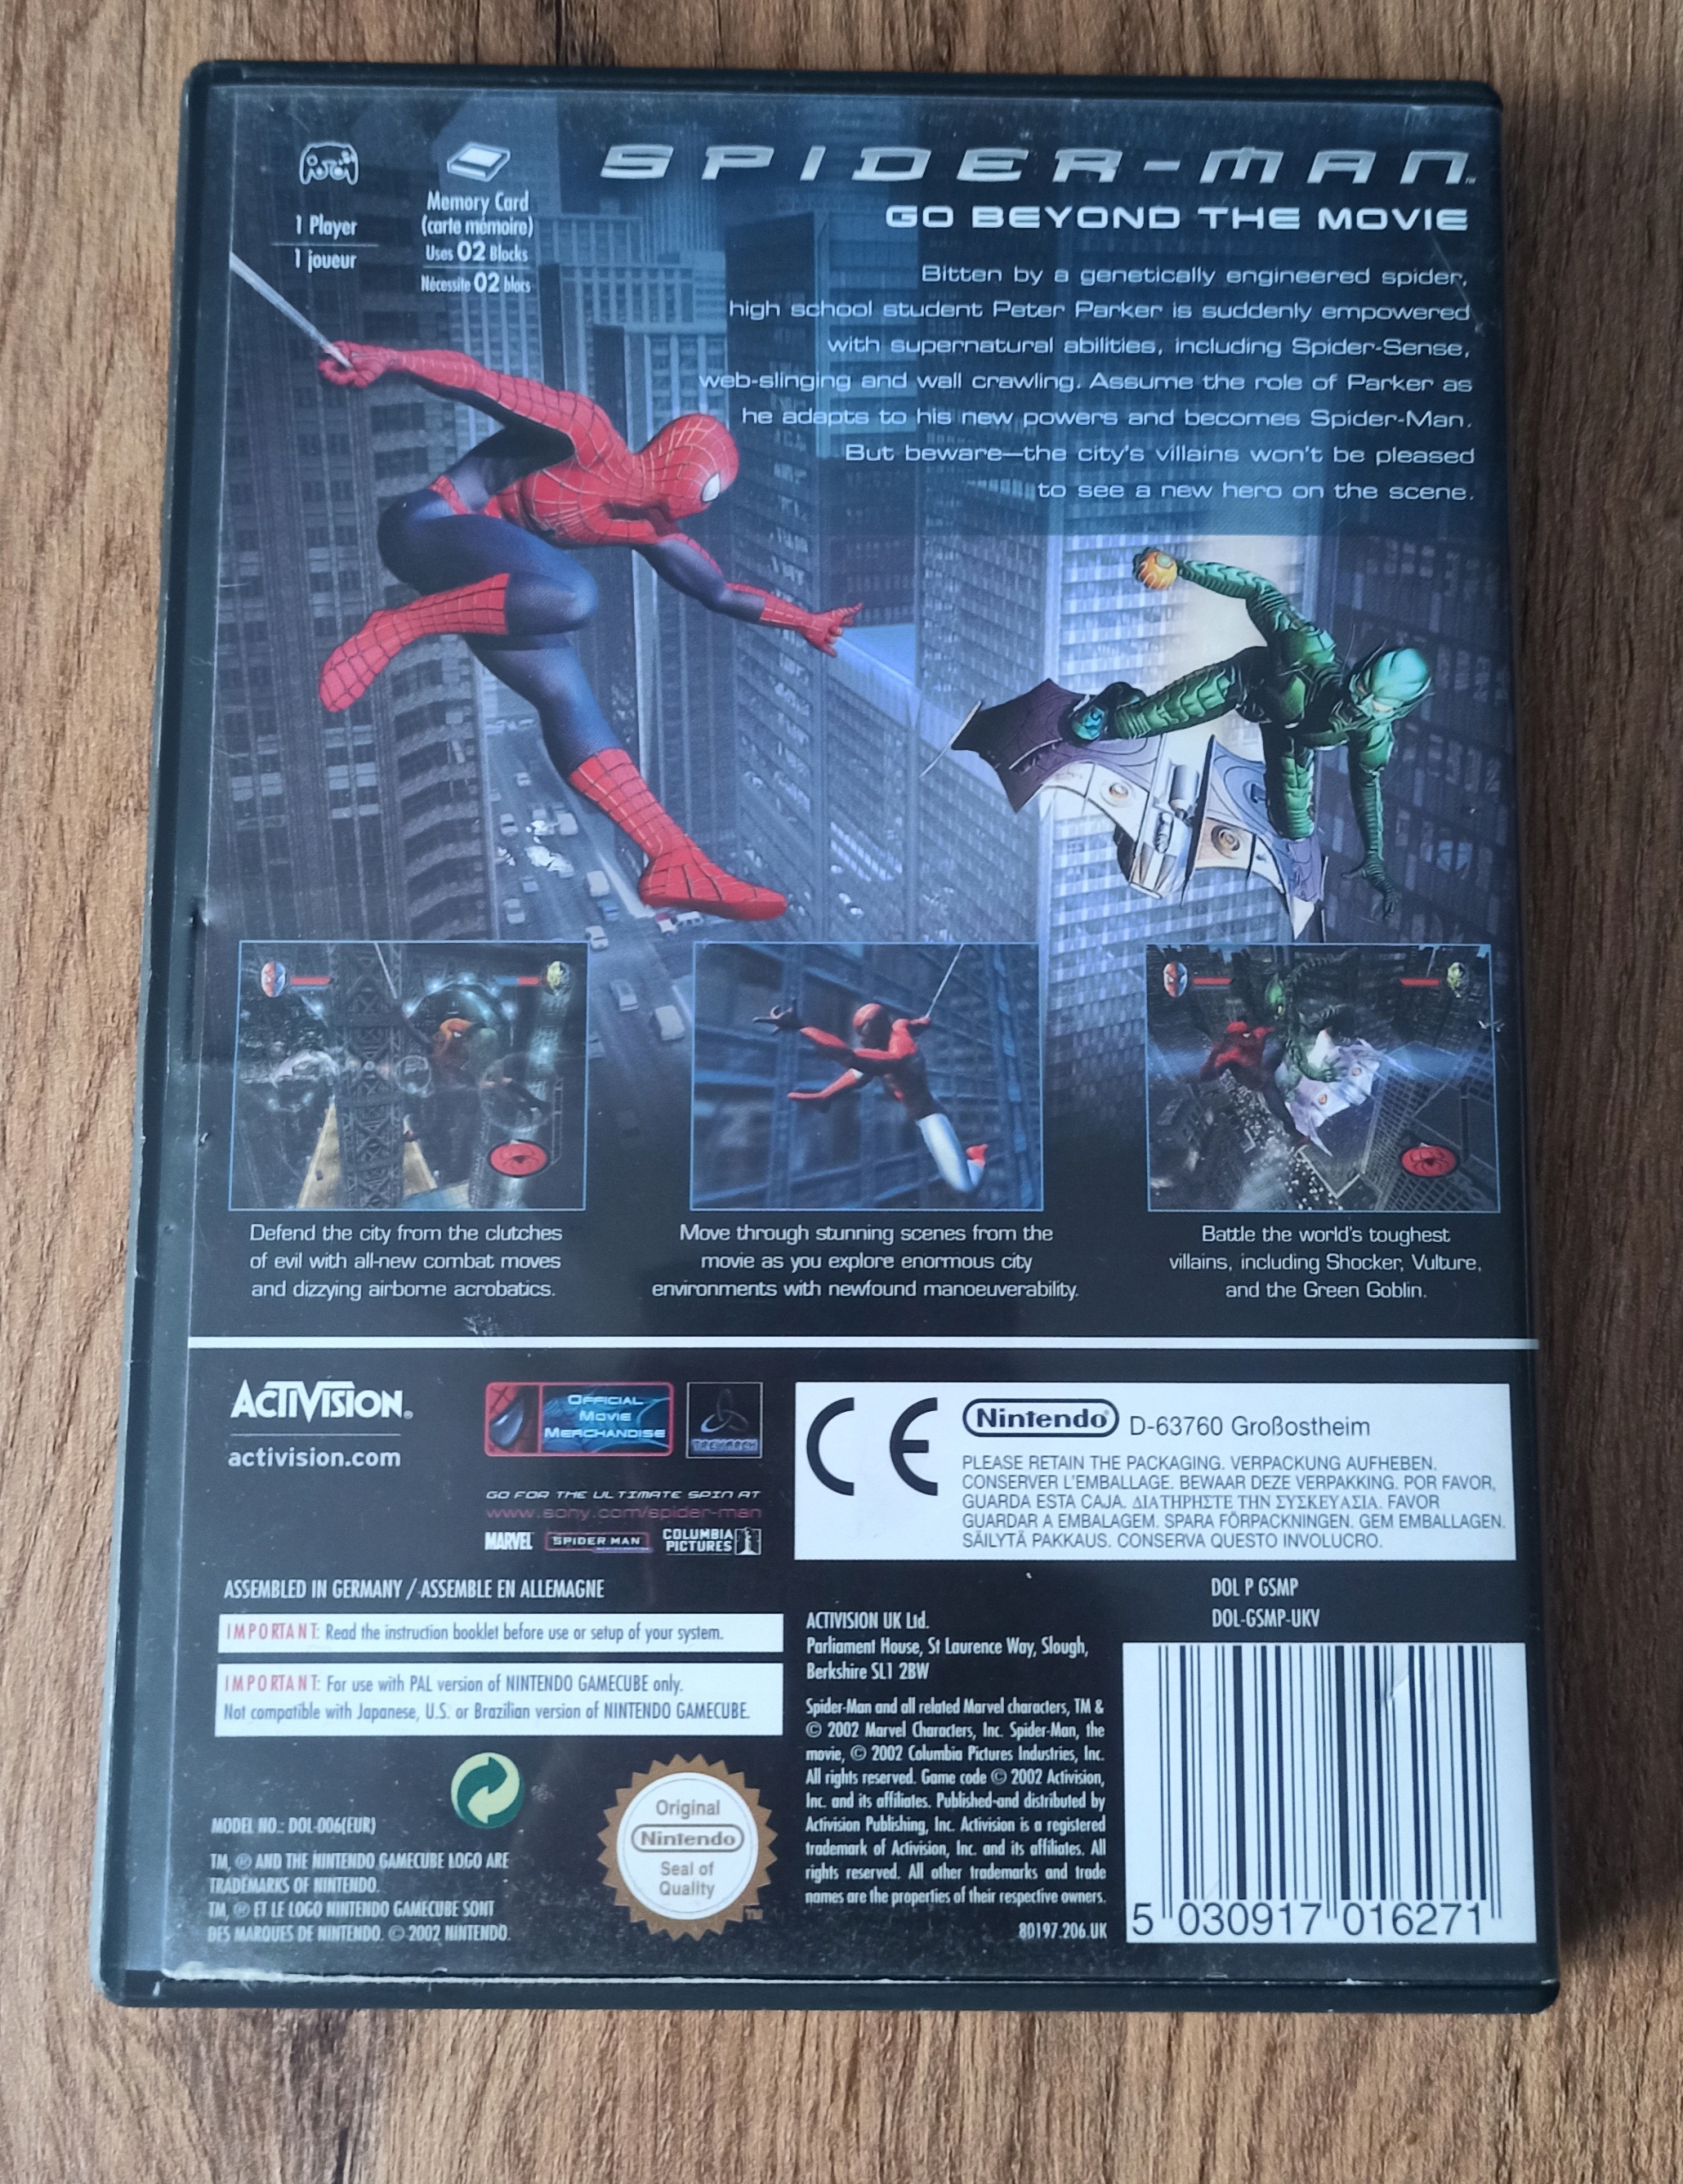 1 Player
1 joueur
Memory Card
(carte mémoire)
Uses 02 Blocks
Nécessite 02 blocs
SPIDER-MAN™
GO BEYOND THE MOVIE
Bitten by a genetically engineered spider,
high school student Peter Parker is suddenly empowered
with supernatural abilities, including Spider-Sense,
web-slinging and wall crawling. Assume the role of Parker as
he adapts to his new powers and becomes Spider-Man.
But beware—the city's villains won't be pleased
to see a new hero on the scene.
Defend the city from the clutches
of evil with all-new combat moves
and dizzying airborne acrobatics.
Move through stunning scenes from the
movie as you explore enormous city
environments with newfound manoeuverability.
Battle the world's toughest
villains, including Shocker, Vulture,
and the Green Goblin.
ACTIVISION®
activision.com
OFFICIAL
MOVIE
MERCHANDISE
TREYARCH
GO FOR THE ULTIMATE SPIN AT
www.sony.com/spider-man
MARVEL
SPIDER MAN
COLUMBIA
PICTURES
CE
Nintendo® D-63760 Großostheim
PLEASE RETAIN THE PACKAGING. VERPACKUNG AUFHEBEN.
CONSERVER L'EMBALLAGE. BEWAAR DEZE VERPAKKING. POR FAVOR,
GUARDA ESTA CAJA. ΔΙΑΤΗΡΗΣΤΕ ΤΗΝ ΣΥΣΚΕΥΑΣΙΑ. FAVOR
GUARDAR A EMBALAGEM. SPARA FÖRPACKNINGEN. GEM EMBALLAGEN.
SÄILYTÄ PAKKAUS. CONSERVA QUESTO INVOLUCRO.
ASSEMBLED IN GERMANY / ASSEMBLE EN ALLEMAGNE
IMPORTANT: Read the instruction booklet before use or setup of your system.
IMPORTANT: For use with PAL version of NINTENDO GAMECUBE only.
Not compatible with Japanese, U.S. or Brazilian version of NINTENDO GAMECUBE.
MODEL NO.: DOL-006(EUR)
TM, ® AND THE NINTENDO GAMECUBE LOGO ARE
TRADEMARKS OF NINTENDO.
TM, ® ET LE LOGO NINTENDO GAMECUBE SONT
DES MARQUES DE NINTENDO. © 2002 NINTENDO.
Original
Nintendo
Seal of
Quality
TM
ACTIVISION UK Ltd.
Parliament House, St Laurence Way, Slough,
Berkshire SL1 2BW
Spider-Man and all related Marvel characters, TM &
© 2002 Marvel Characters, Inc. Spider-Man, the
movie, © 2002 Columbia Pictures Industries, Inc.
All rights reserved. Game code © 2002 Activision,
Inc. and its affiliates. Published and distributed by
Activision Publishing, Inc. Activision is a registered
trademark of Activision, Inc. and its affiliates. All
rights reserved. All other trademarks and trade
names are the properties of their respective owners.
80197.206.UK
DOL P GSMP
DOL-GSMP-UKV
5 030917 016271